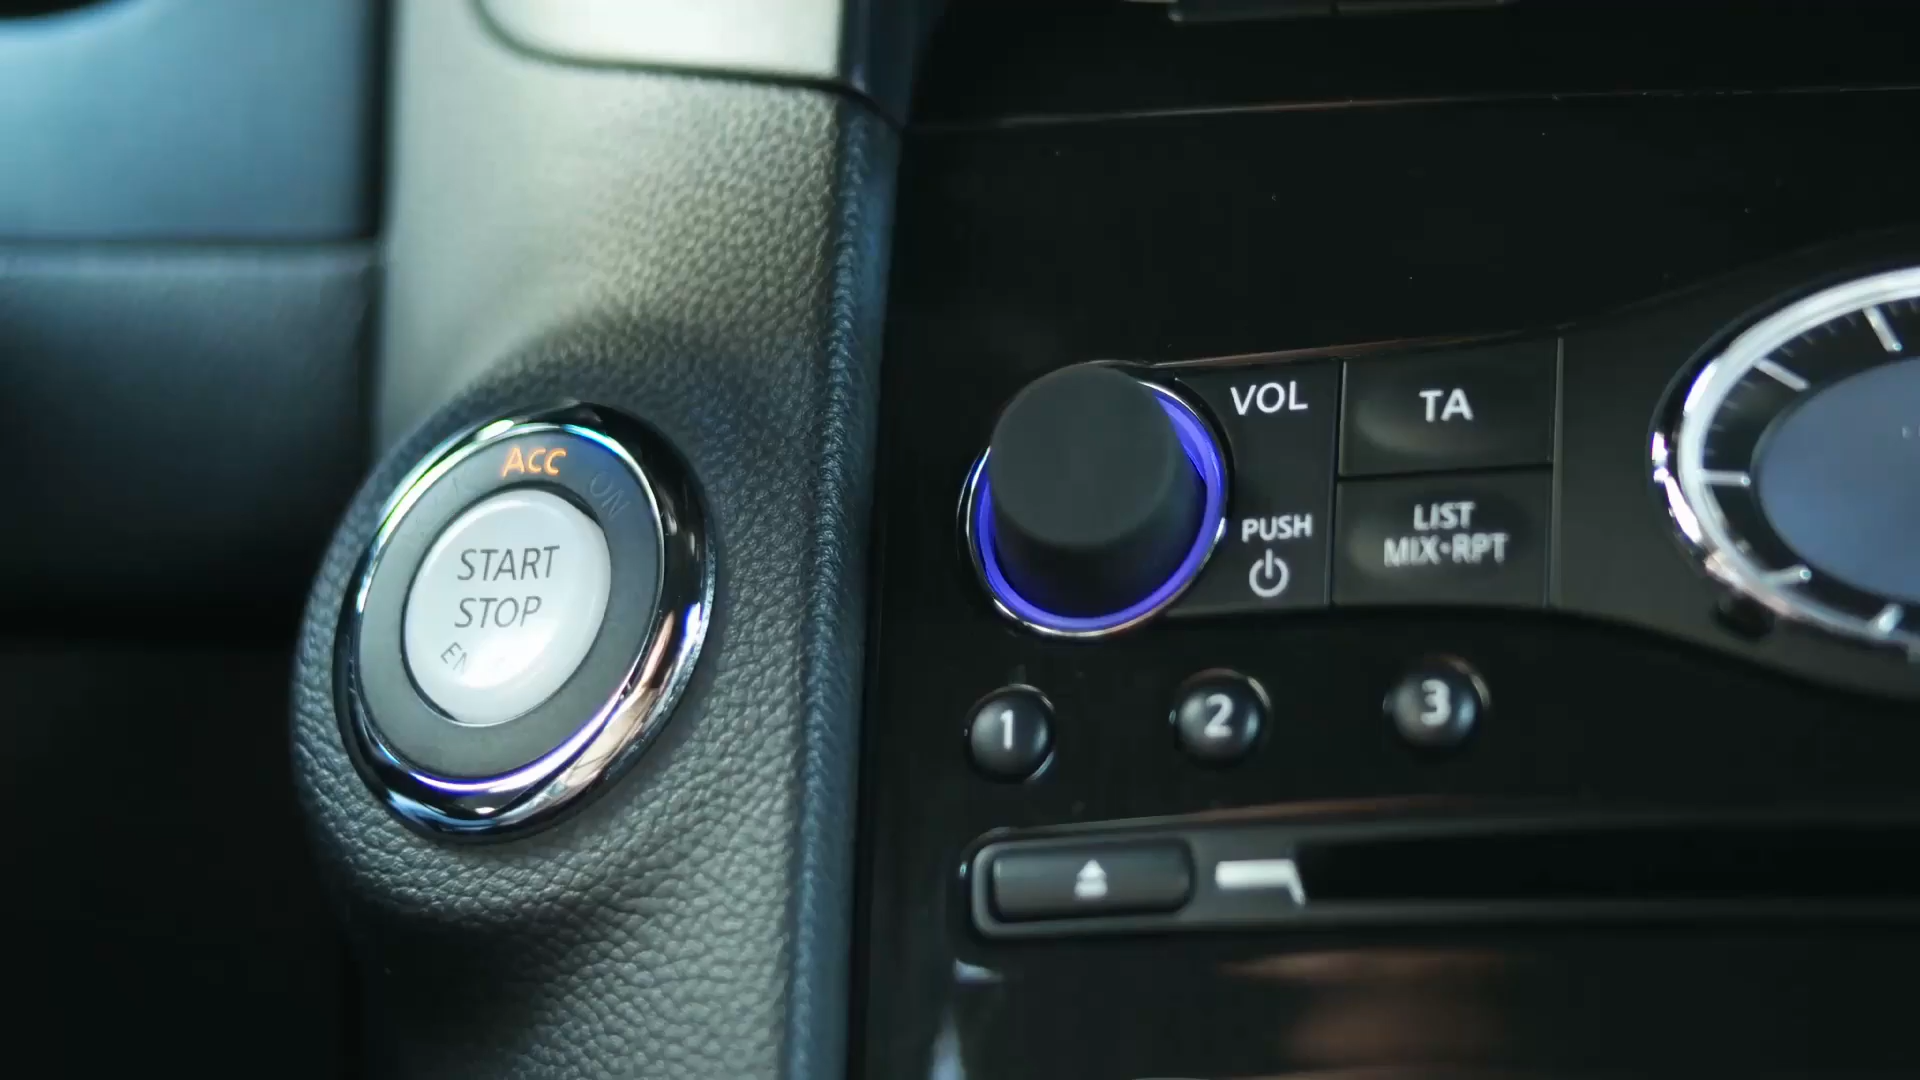 ACC
ON
START
STOP
VOL
TA
PUSH
LIST
MIX•RPT
1
2
3